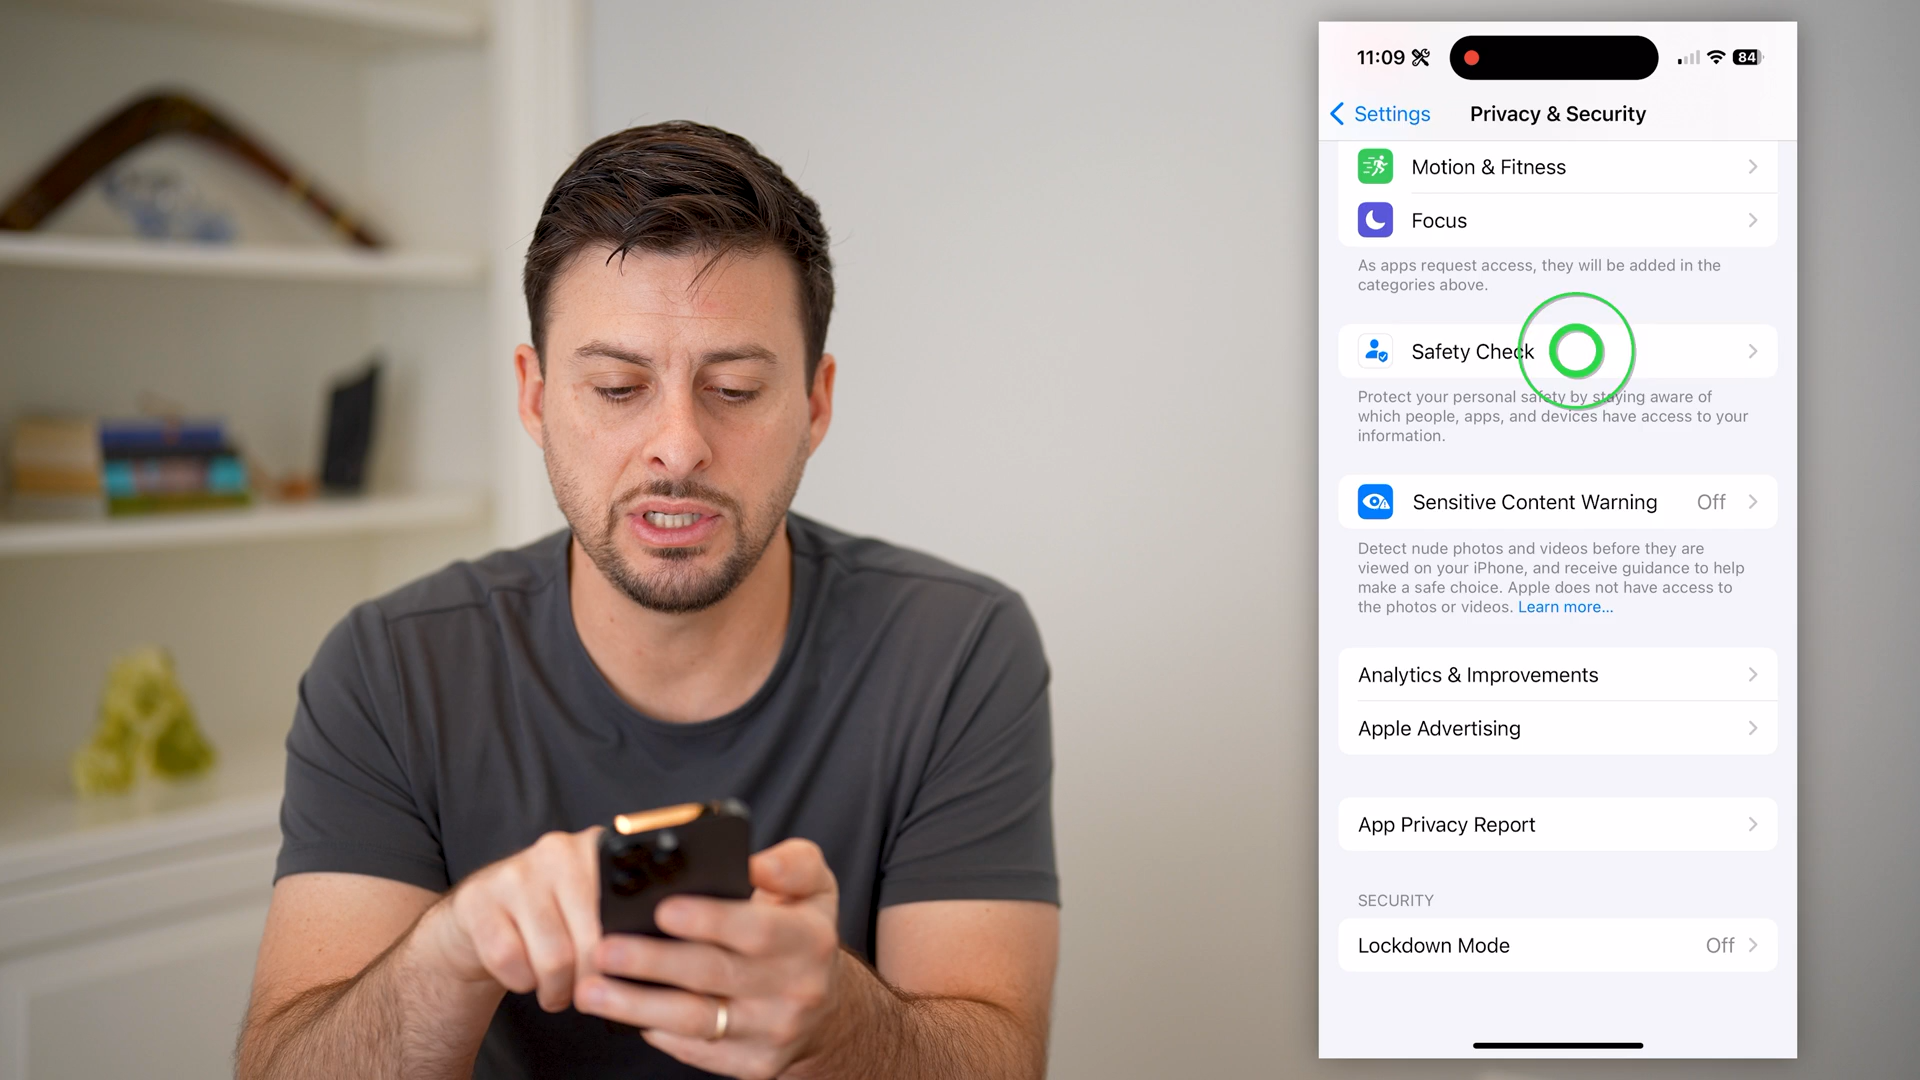 11:09
84
Settings
Privacy & Security
Motion & Fitness
Focus
As apps request access, they will be added in the
categories above.
Safety Check
Protect your personal safety by staying aware of
which people, apps, and devices have access to your
information.
Sensitive Content Warning Off
Detect nude photos and videos before they are
viewed on your iPhone, and receive guidance to help
make a safe choice. Apple does not have access to
the photos or videos. Learn more...
Analytics & Improvements
Apple Advertising
App Privacy Report
SECURITY
Lockdown Mode Off